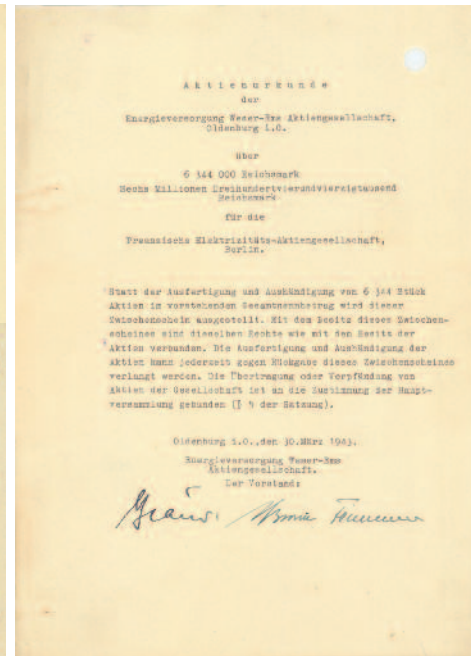 Aktienurkunde
der
Energieversorgung Weser-Ems Aktiengesellschaft,
Oldenburg i.O.
über
6 344 000 Reichsmark
Sechs Millionen Dreihundertvierundvierzigtausend
Reichsmark
für die
Preussische Elektrizitäts-Aktiengesellschaft,
Berlin.
Statt der Ausfertigung und Aushändigung von 6 344 Stück
Aktien im vorstehenden Gesamtnennbetrag wird dieser
Zwischenschein ausgestellt. Mit dem Besitz dieses Zwischen-
scheines sind dieselben Rechte wie mit dem Besitz der
Aktien verbunden. Die Ausfertigung und Aushändigung der
Aktien kann jederzeit gegen Rückgabe dieses Zwischenscheines
verlangt werden. Die Übertragung oder Verpfändung von
Aktien der Gesellschaft ist an die Zustimmung der Haupt-
versammlung gebunden (§ 5 der Satzung).
Oldenburg i.O., den 30. März 1943.
Energieversorgung Weser-Ems
Aktiengesellschaft.
Der Vorstand: